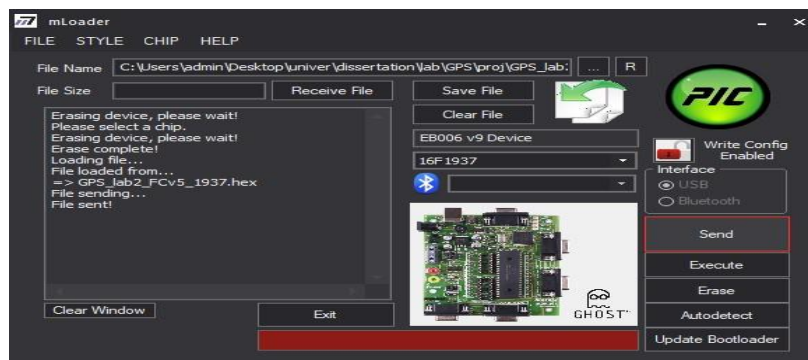 mLoader
FILE STYLE CHIP HELP
File Name C:\Users\admin\Desktop\univer\dissertation\lab\GPS\proj\GPS_lab2 ... R
File Size Receive File Save File
Clear File
PIC
Erasing device, please wait!
Please select a chip.
Erasing device, please wait!
Erase complete!
Loading file...
File loaded from...
=> GPS_lab2_FCv5_1937.hex
File sending...
File sent!
EB006 v9 Device
16F1937
Write Config
Enabled
Interface
USB
Bluetooth
Send
Execute
Erase
Autodetect
Update Bootloader
GHOST™
Clear Window
Exit